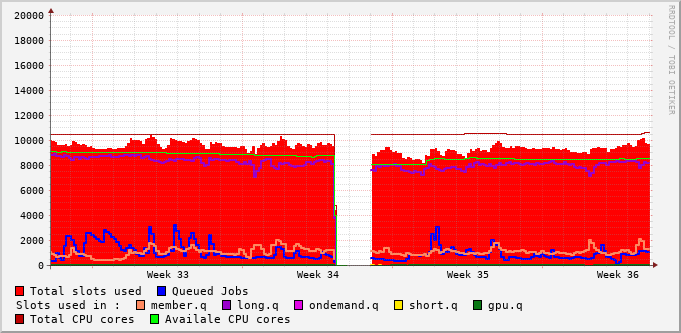 20000
18000
16000
14000
12000
10000
8000
6000
4000
2000
0
Week 33 Week 34 Week 35 Week 36
RRDTOOL / TOBI OETIKER
Total slots used Queued Jobs
Slots used in : member.q long.q ondemand.q short.q gpu.q
Total CPU cores Availale CPU cores